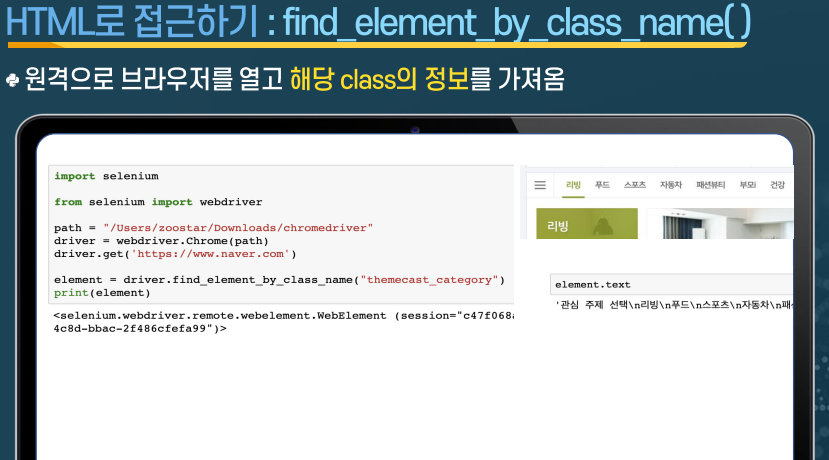 HTML로 접근하기 : find_element_by_class_name( )
원격으로 브라우저를 열고 해당 class의 정보를 가져옴
import selenium
from selenium import webdriver
path = "/Users/zoostar/Downloads/chromedriver"
driver = webdriver.Chrome(path)
driver.get('https://www.naver.com')
element = driver.find_element_by_class_name("themecast_category")
print(element)
<selenium.webdriver.remote.webelement.WebElement (session="c47f068a
4c8d-bbac-2f486cfefa99")>
리빙 푸드 스포츠 자동차 패션뷰티 부모i 건강
리빙
element.text
'관심 주제 선택\n리빙\n푸드\n스포츠\n자동차\n패션